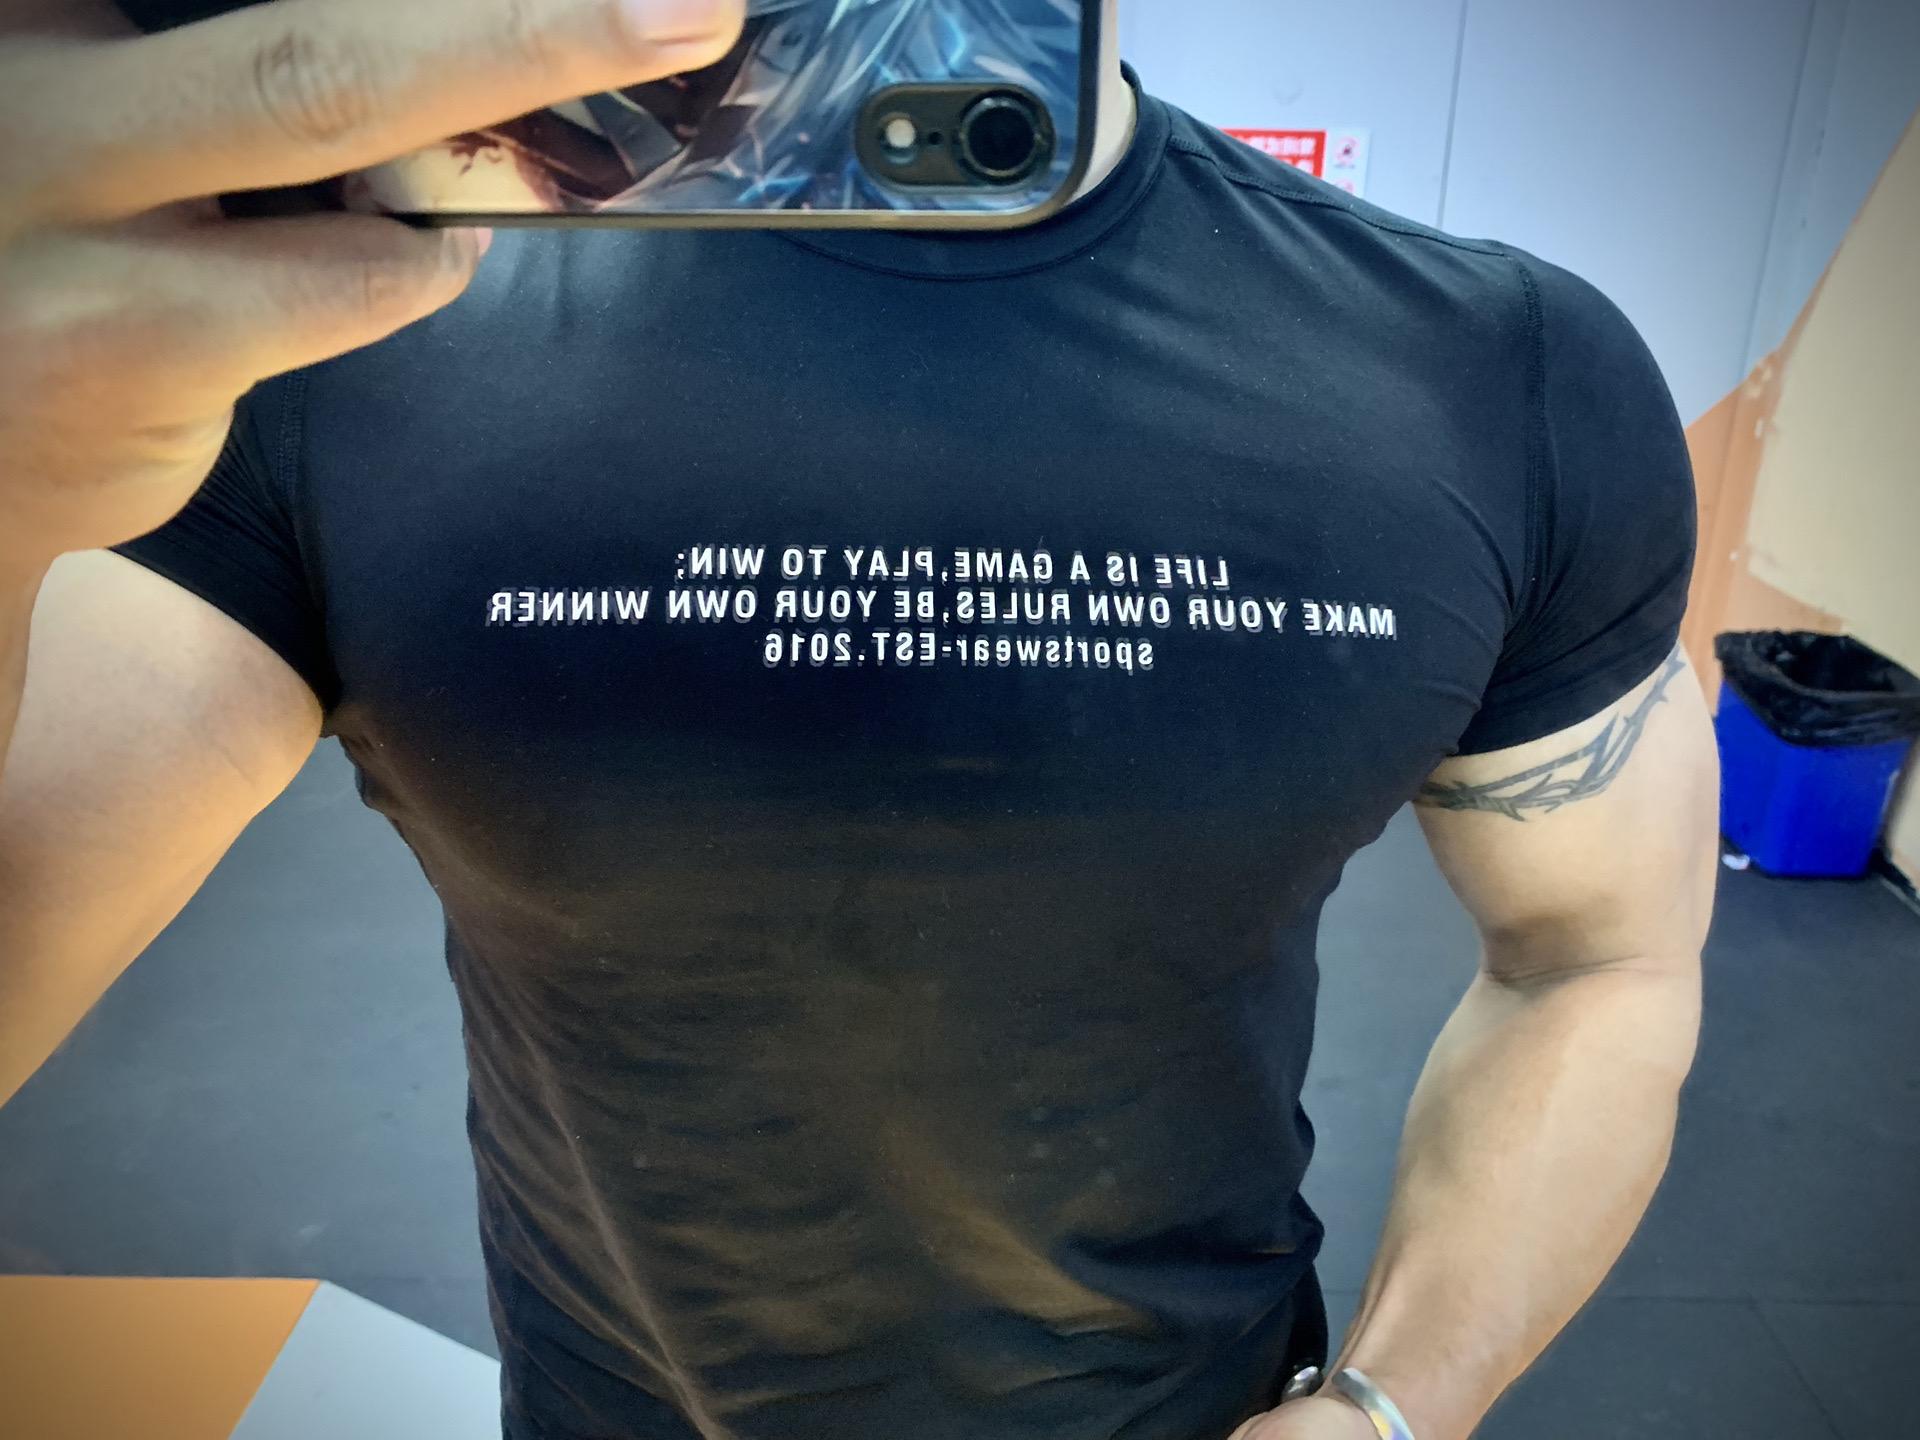 LIFE IS A GAME,PLAY TO WIN;
MAKE YOUR OWN RULES,BE YOUR OWN WINNER
sportswear-EST.2016